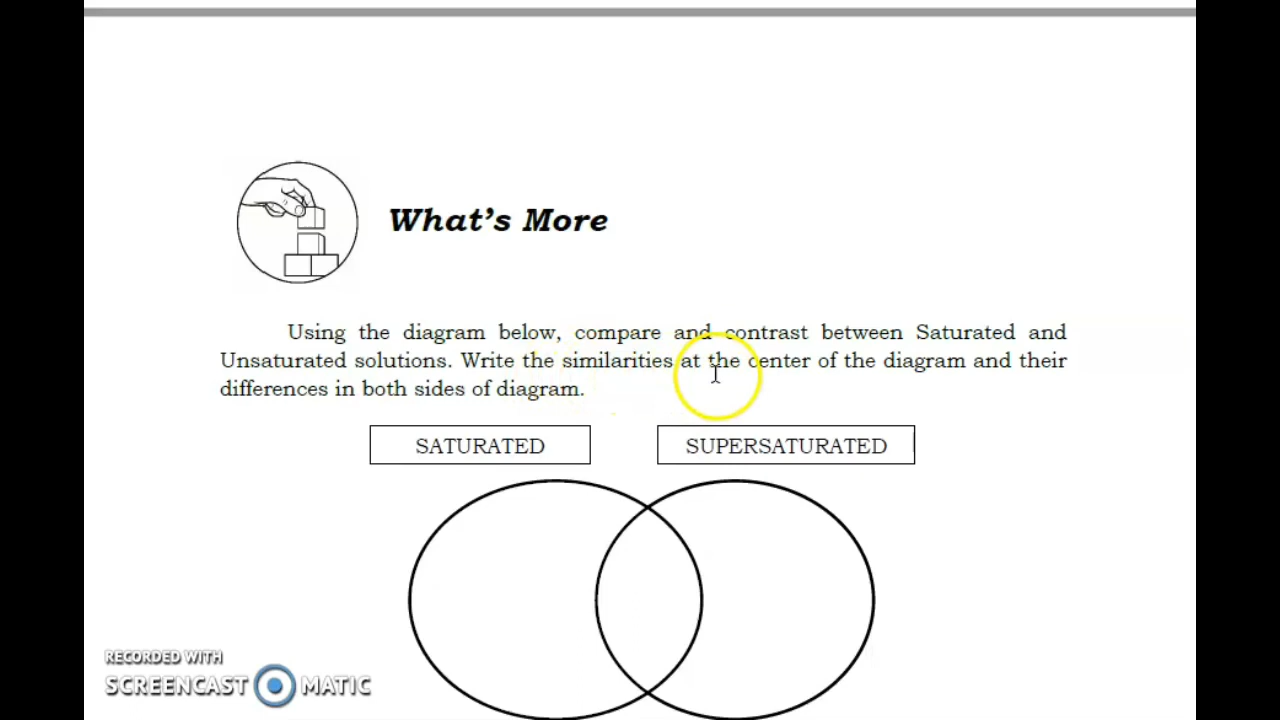 What's More
Using the diagram below, compare and contrast between Saturated and
Unsaturated solutions. Write the similarities at the center of the diagram and their
differences in both sides of diagram.
SATURATED
SUPERSATURATED
RECORDED WITH
SCREENCAST MATIC